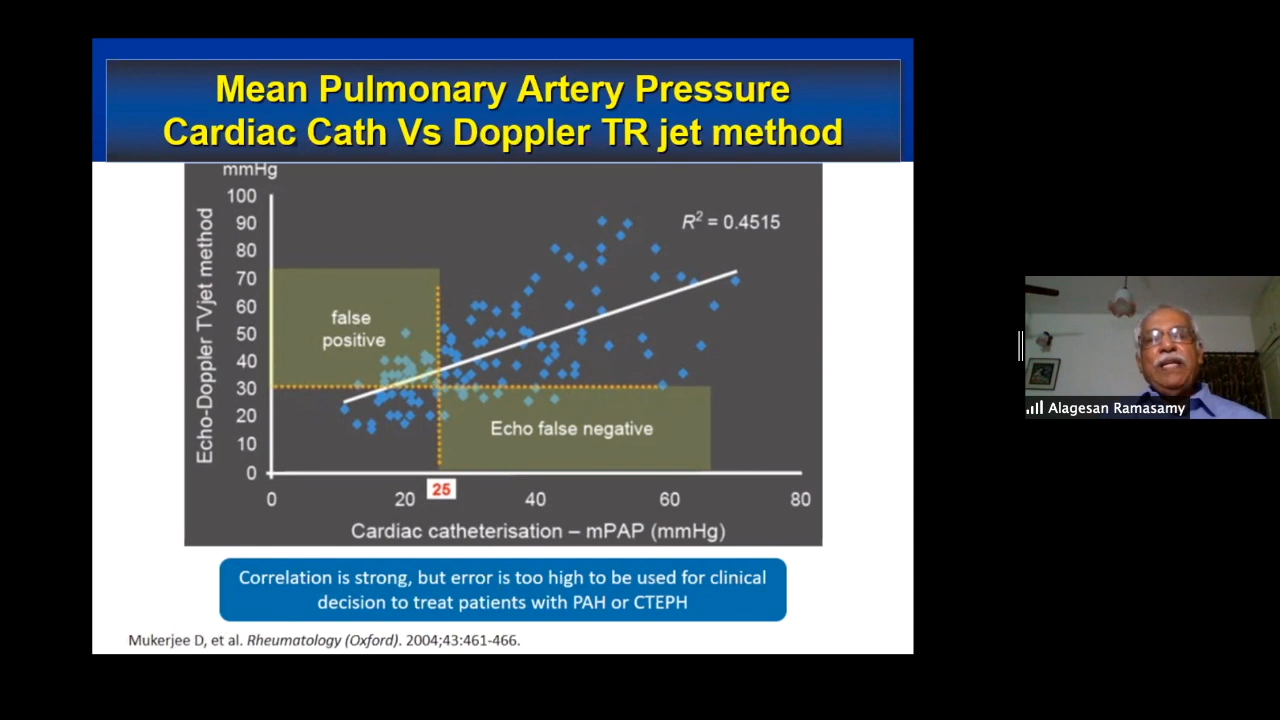 Mean Pulmonary Artery Pressure
Cardiac Cath Vs Doppler TR jet method
mmHg
100
90
80
70
60
50
40
30
20
10
0
Echo-Doppler TVjet method
R² = 0.4515
false
positive
Echo false negative
0
20
25
40
60
80
Cardiac catheterisation – mPAP (mmHg)
Correlation is strong, but error is too high to be used for clinical
decision to treat patients with PAH or CTEPH
Mukerjee D, et al. Rheumatology (Oxford). 2004;43:461-466.
Alagesan Ramasamy